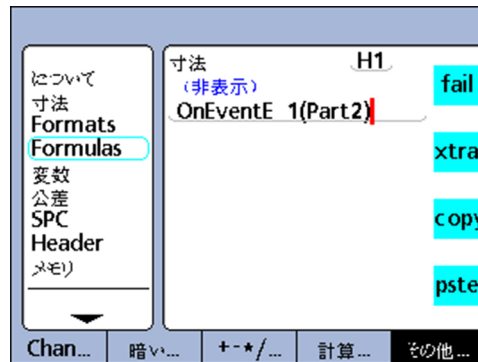 について
寸法
Formats
Formulas
変数
公差
SPC
Header
メモリ
寸法 H1
(非表示)
OnEventE 1(Part2)
fail
xtra
copy
pste
Chan... 暗い... +-*/... 計算... その他...